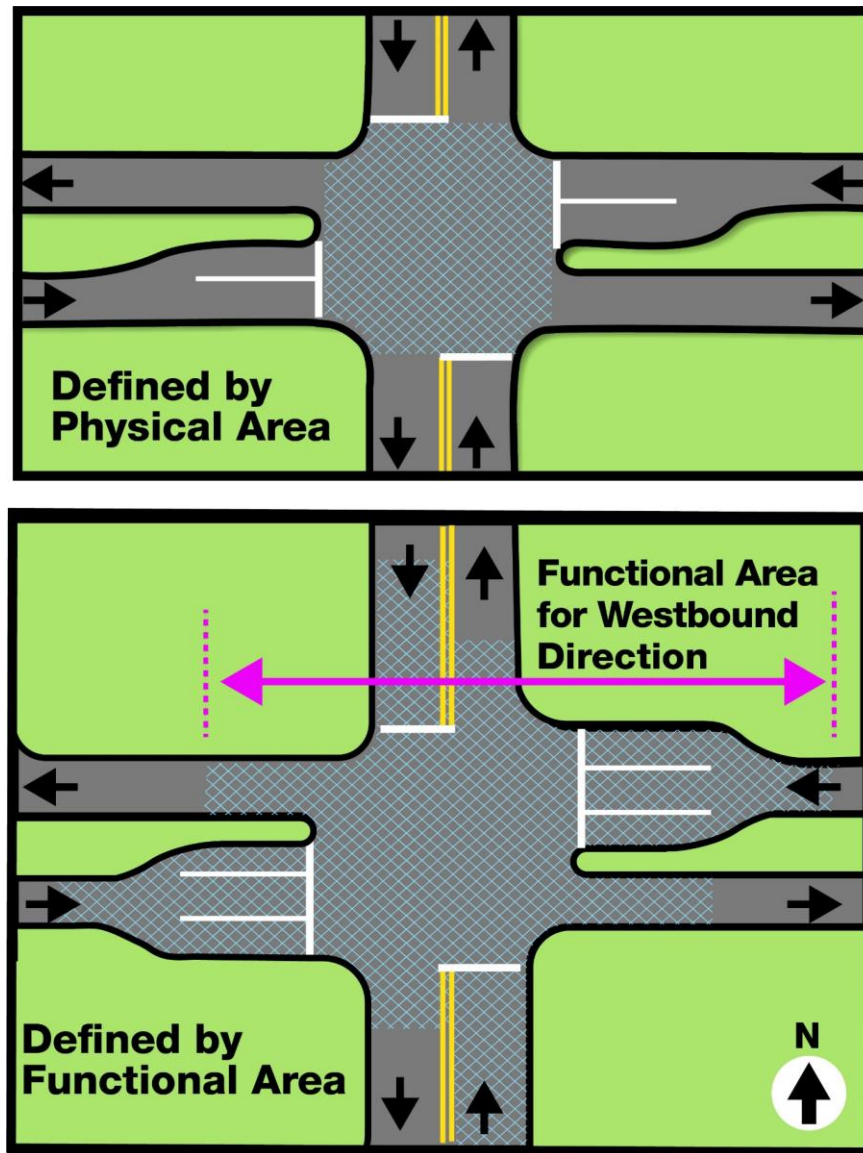 Defined by
Physical Area
Functional Area
for Westbound
Direction
Defined by
Functional Area
N